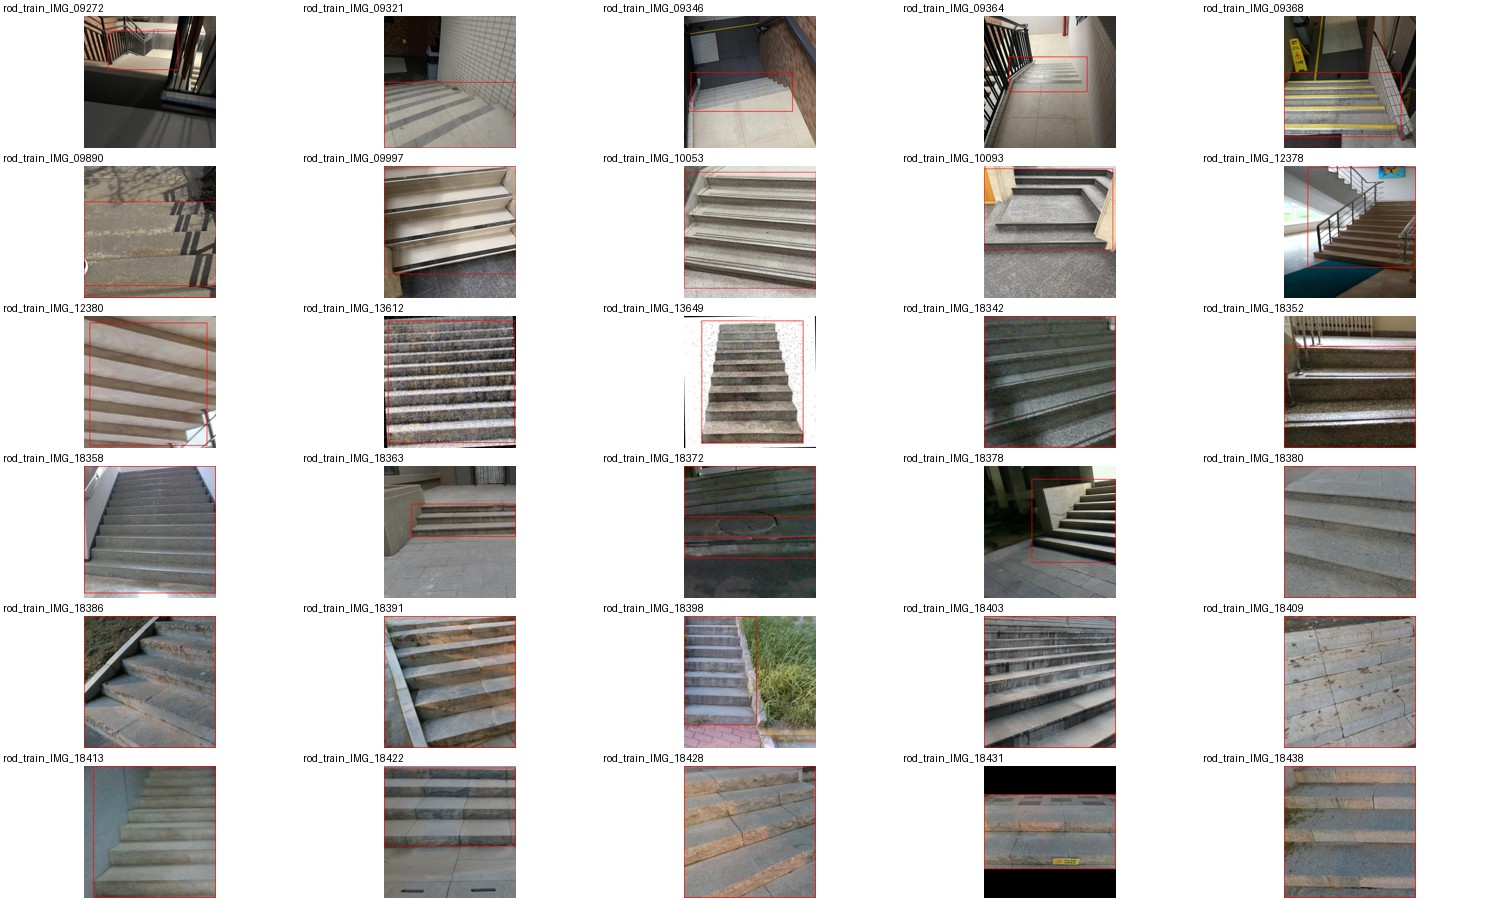 rod_train_IMG_09272
rod_train_IMG_09321
rod_train_IMG_09346
rod_train_IMG_09364
rod_train_IMG_09368
rod_train_IMG_09890
rod_train_IMG_09997
rod_train_IMG_10053
rod_train_IMG_10093
rod_train_IMG_12378
rod_train_IMG_12380
rod_train_IMG_13612
rod_train_IMG_13649
rod_train_IMG_18342
rod_train_IMG_18352
rod_train_IMG_18358
rod_train_IMG_18363
rod_train_IMG_18372
rod_train_IMG_18378
rod_train_IMG_18380
rod_train_IMG_18386
rod_train_IMG_18391
rod_train_IMG_18398
rod_train_IMG_18403
rod_train_IMG_18409
rod_train_IMG_18413
rod_train_IMG_18422
rod_train_IMG_18428
rod_train_IMG_18431
rod_train_IMG_18438